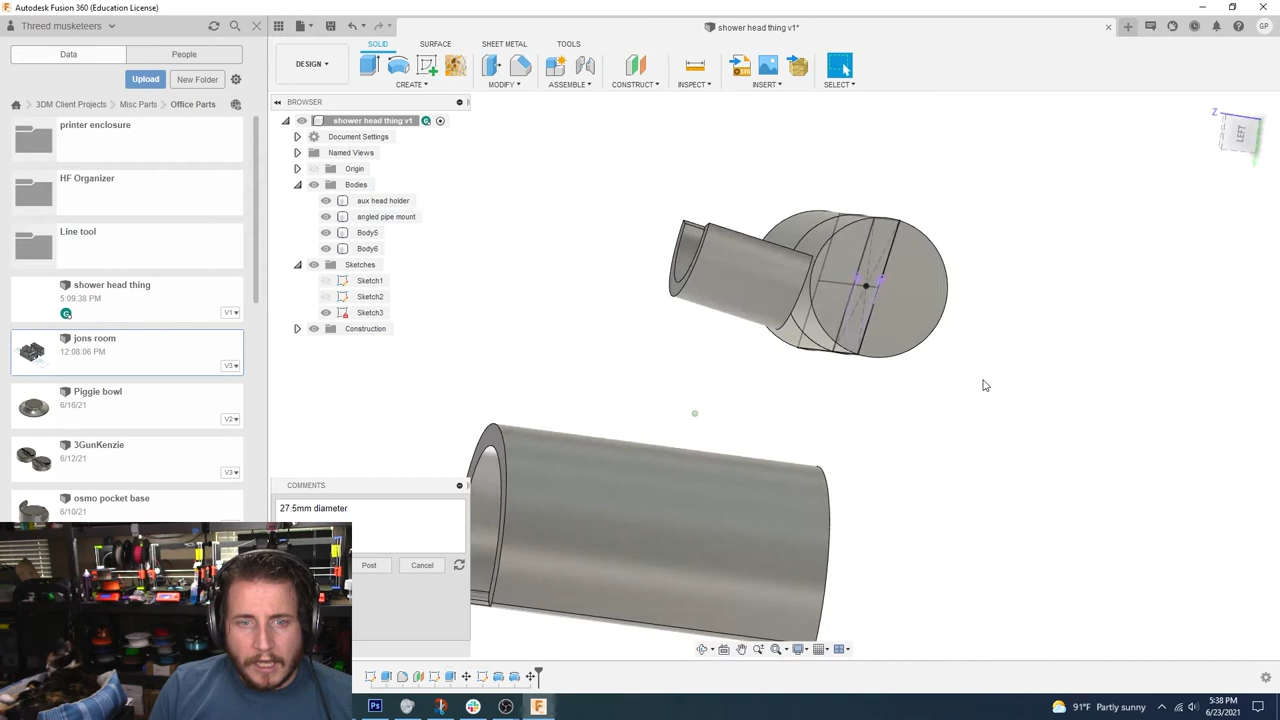 Autodesk Fusion 360 (Education License)
Threed musketeers
shower head thing v1*
GP
Data
People
Upload
New Folder
3DM Client Projects
Misc Parts
Office Parts
printer enclosure
HF Organizer
Line tool
shower head thing
5:09:38 PM
V1
jons room
12:08:06 PM
V3
Piggie bowl
6/16/21
V2
3GunKenzie
6/12/21
V3
osmo pocket base
6/10/21
DESIGN
SOLID
SURFACE
SHEET METAL
TOOLS
CREATE
MODIFY
ASSEMBLE
CONSTRUCT
INSPECT
INSERT
SELECT
BROWSER
shower head thing v1
Document Settings
Named Views
Origin
Bodies
aux head holder
angled pipe mount
Body5
Body6
Sketches
Sketch1
Sketch2
Sketch3
Construction
Z
LEFT
COMMENTS
27.5mm diameter
Post
Cancel
91°F Partly sunny
5:38 PM
6/23/2021